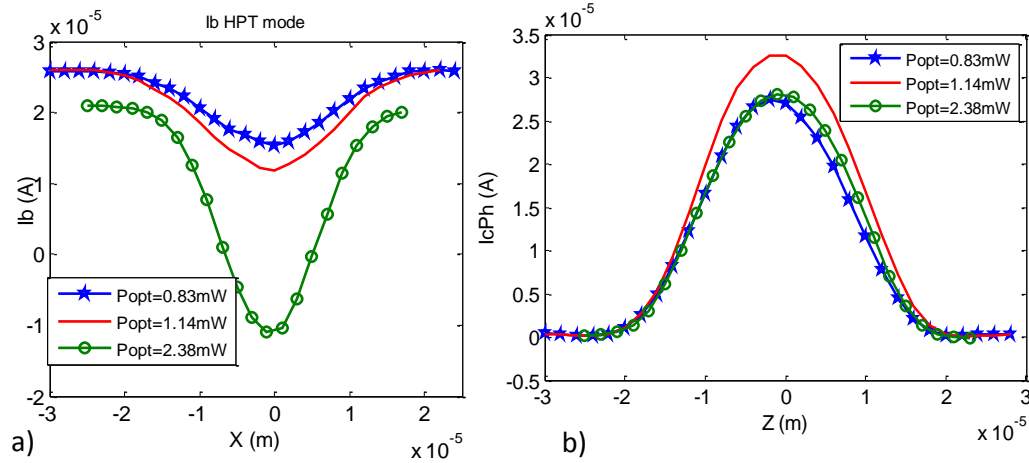 x 10⁻⁵
Ib HPT mode
3
2
1
0
-1
-2
Ib (A)
Popt=0.83mW
Popt=1.14mW
Popt=2.38mW
-3
-2
-1
0
1
2
X (m)
x 10⁻⁵
a)
x 10⁻⁵
3.5
3
2.5
2
1.5
1
0.5
0
-0.5
IcPh (A)
Popt=0.83mW
Popt=1.14mW
Popt=2.38mW
-3
-2
-1
0
1
2
3
Z (m)
x 10⁻⁵
b)